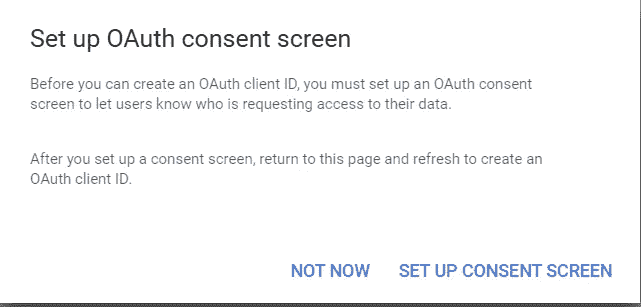 Set up OAuth consent screen
Before you can create an OAuth client ID, you must set up an OAuth consent
screen to let users know who is requesting access to their data.
After you set up a consent screen, return to this page and refresh to create an
OAuth client ID.
NOT NOW SET UP CONSENT SCREEN